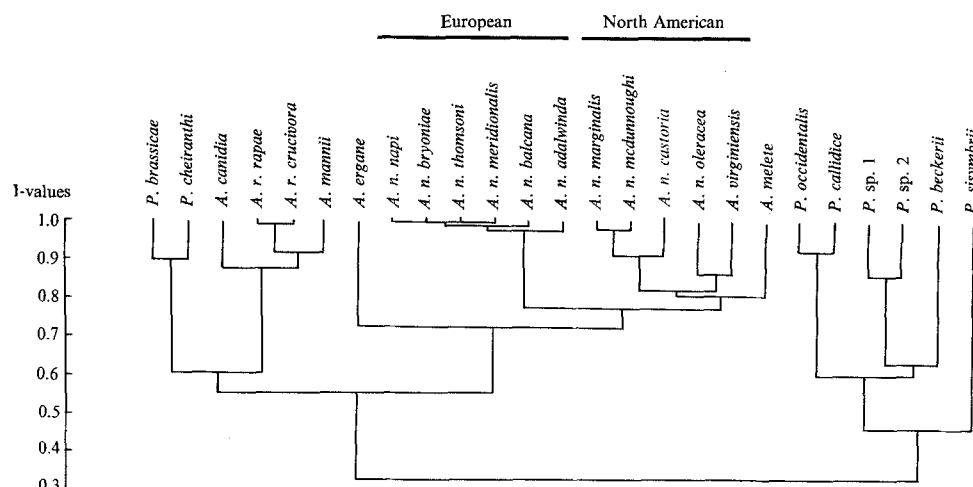 European
North American
P. brassicae
P. cheiranthi
A. canidia
A. r. rapae
A. r. crucivora
A. mannii
A. ergane
A. n. napi
A. n. bryoniae
A. n. thomsoni
A. n. meridionalis
A. n. balcana
A. n. adalwinda
A. n. marginalis
A. n. mcdunnoughi
A. n. castoria
A. n. oleracea
A. virginiensis
A. melete
P. occidentalis
P. callidice
P. sp. 1
P. sp. 2
P. beckerii
P. sisymbrii
I-values
1.0
0.9
0.8
0.7
0.6
0.5
0.4
0.3